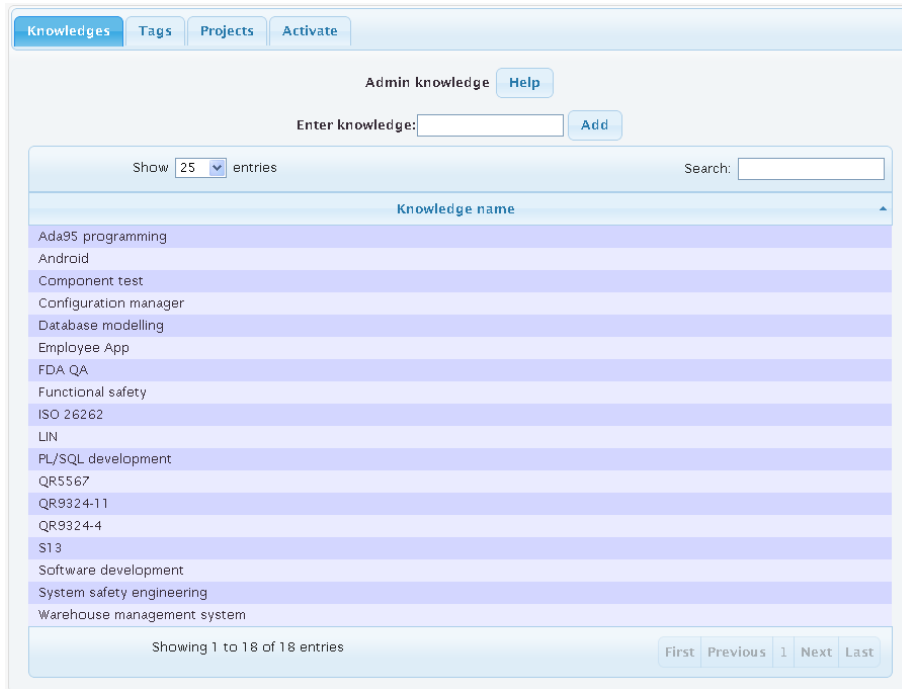 Knowledges Tags Projects Activate
Admin knowledge Help
Enter knowledge: Add
Show 25 entries Search:
Knowledge name
Ada95 programming
Android
Component test
Configuration manager
Database modelling
Employee App
FDA QA
Functional safety
ISO 26262
LIN
PL/SQL development
QR5567
QR9324-11
QR9324-4
S13
Software development
System safety engineering
Warehouse management system
Showing 1 to 18 of 18 entries First Previous 1 Next Last